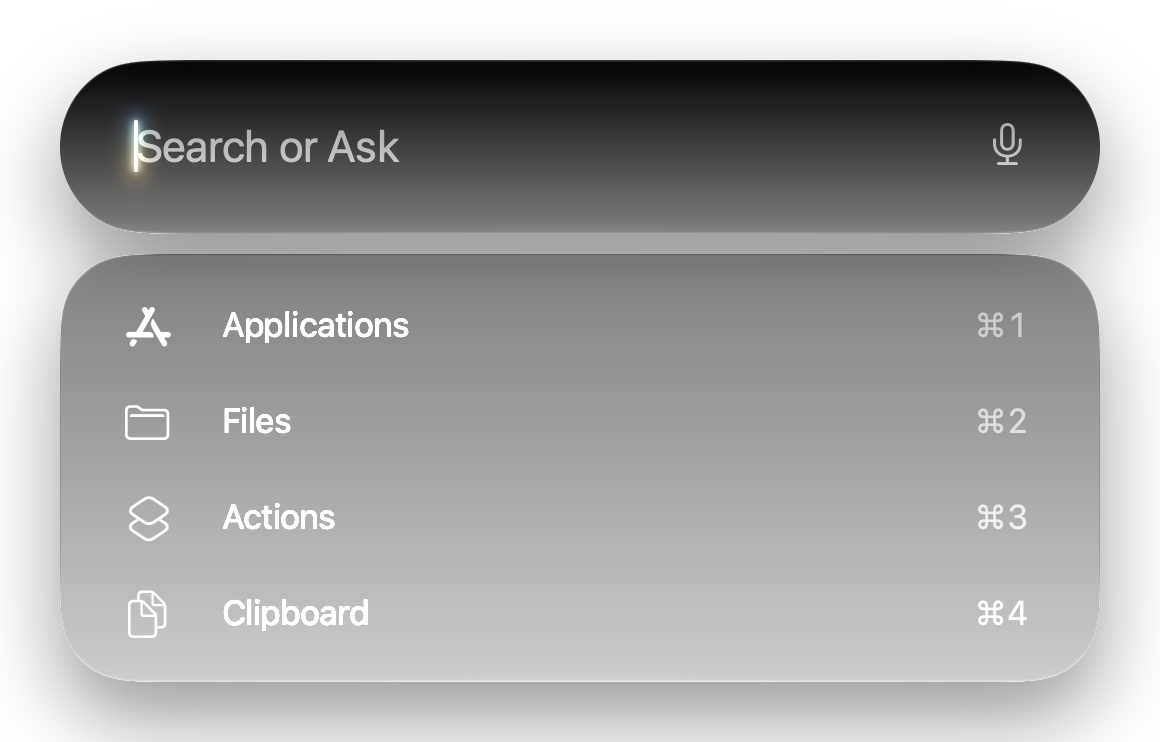 Search or Ask
Applications ⌘1
Files ⌘2
Actions ⌘3
Clipboard ⌘4